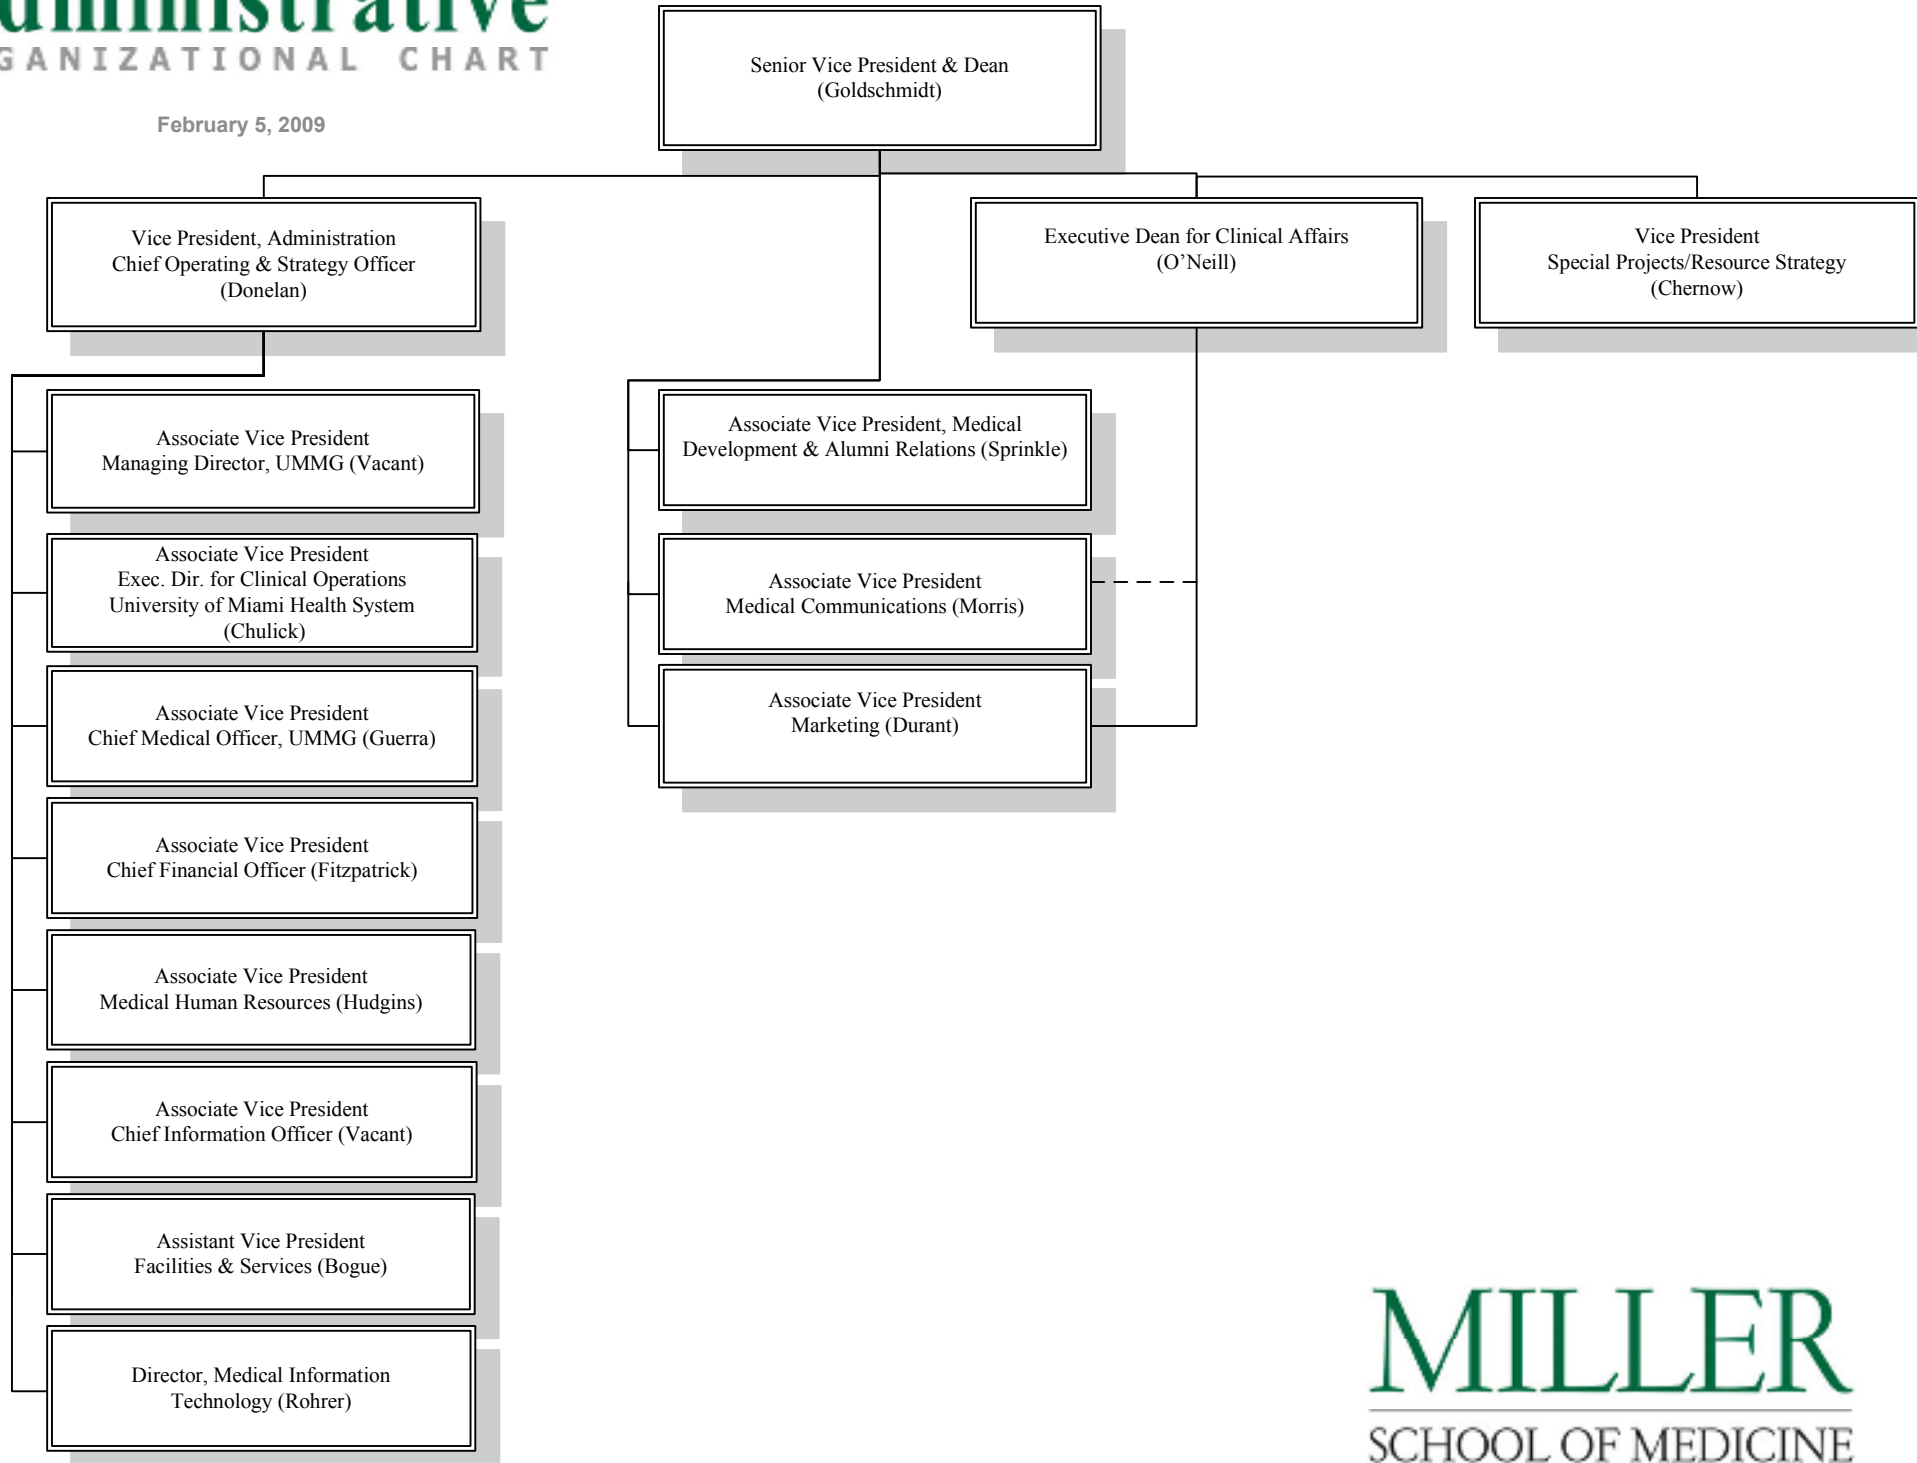 GANIZATIONAL CHART
February 5, 2009
Senior Vice President & Dean
(Goldschmidt)
Vice President, Administration
Chief Operating & Strategy Officer
(Donelan)
Executive Dean for Clinical Affairs
(O’Neill)
Vice President
Special Projects/Resource Strategy
(Chernow)
Associate Vice President
Managing Director, UMMG (Vacant)
Associate Vice President
Exec. Dir. for Clinical Operations
University of Miami Health System
(Chulick)
Associate Vice President
Chief Medical Officer, UMMG (Guerra)
Associate Vice President
Chief Financial Officer (Fitzpatrick)
Associate Vice President
Medical Human Resources (Hudgins)
Associate Vice President
Chief Information Officer (Vacant)
Assistant Vice President
Facilities & Services (Bogue)
Director, Medical Information
Technology (Rohrer)
Associate Vice President, Medical
Development & Alumni Relations (Sprinkle)
Associate Vice President
Medical Communications (Morris)
Associate Vice President
Marketing (Durant)
MILLER
SCHOOL OF MEDICINE